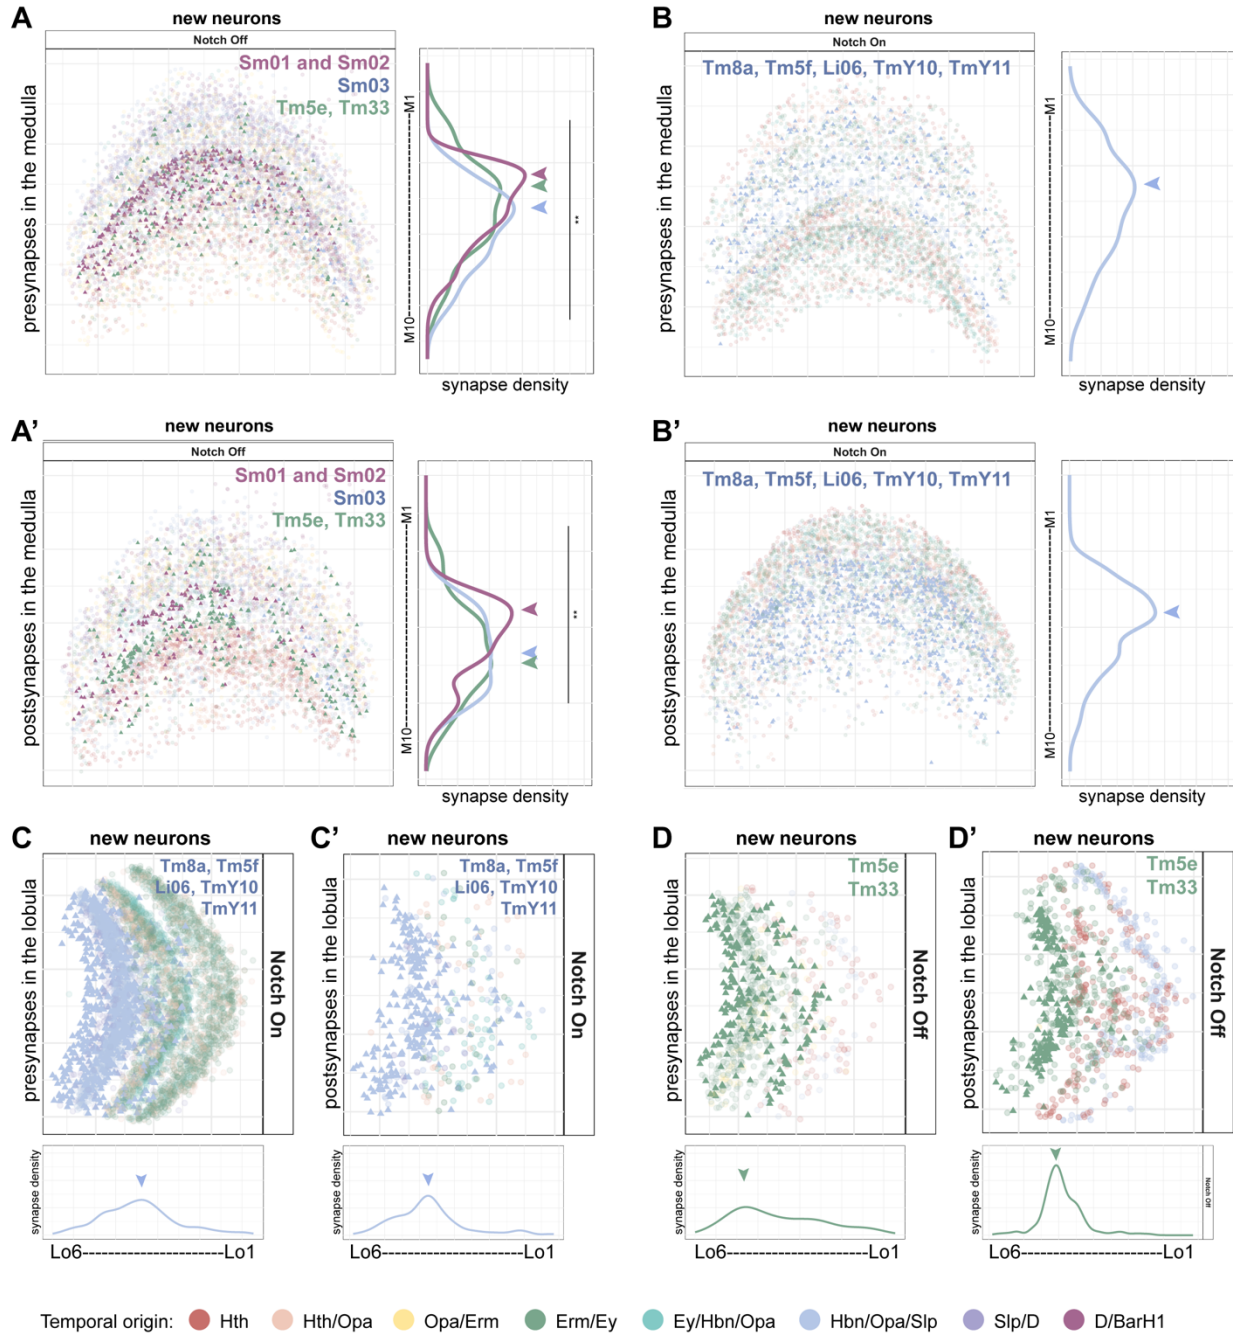 A
new neurons
Notch Off
Sm01 and Sm02
Sm03
Tm5e, Tm33
presynapses in the medulla
M10--------------------M1
**
synapse density
B
new neurons
Notch On
Tm8a, Tm5f, Li06, TmY10, TmY11
presynapses in the medulla
M10--------------------M1
synapse density
A’
new neurons
Notch Off
Sm01 and Sm02
Sm03
Tm5e, Tm33
postsynapses in the medulla
M10--------------------M1
**
synapse density
B’
new neurons
Notch On
Tm8a, Tm5f, Li06, TmY10, TmY11
postsynapses in the medulla
M10--------------------M1
synapse density
C
new neurons
Tm8a, Tm5f
Li06, TmY10
TmY11
presynapses in the lobula
Notch On
synapse density
Lo6--------------------Lo1
C’
new neurons
Tm8a, Tm5f
Li06, TmY10
TmY11
postsynapses in the lobula
Notch On
synapse density
Lo6--------------------Lo1
D
new neurons
Tm5e
Tm33
presynapses in the lobula
Notch Off
synapse density
Lo6--------------------Lo1
D’
new neurons
Tm5e
Tm33
postsynapses in the lobula
Notch Off
synapse density
Notch Off
Lo6--------------------Lo1
Temporal origin: Hth Hth/Opa Opa/Erm Erm/Ey Ey/Hbn/Opa Hbn/Opa/Slp Slp/D D/BarH1